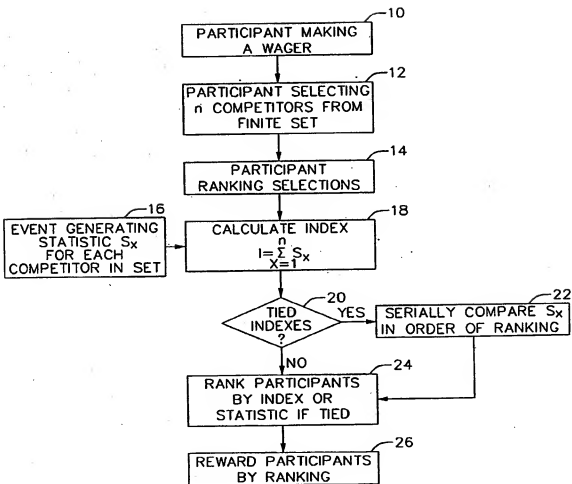 10
PARTICIPANT MAKING
A WAGER
12
PARTICIPANT SELECTING
n COMPETITORS FROM
FINITE SET
14
PARTICIPANT
RANKING SELECTIONS
16
EVENT GENERATING
STATISTIC Sx
FOR EACH
COMPETITOR IN SET
18
CALCULATE INDEX
n
I=Σ Sx
X=1
20
TIED
INDEXES
?
YES
22
SERIALLY COMPARE Sx
IN ORDER OF RANKING
NO
24
RANK PARTICIPANTS
BY INDEX OR
STATISTIC IF TIED
26
REWARD PARTICIPANTS
BY RANKING